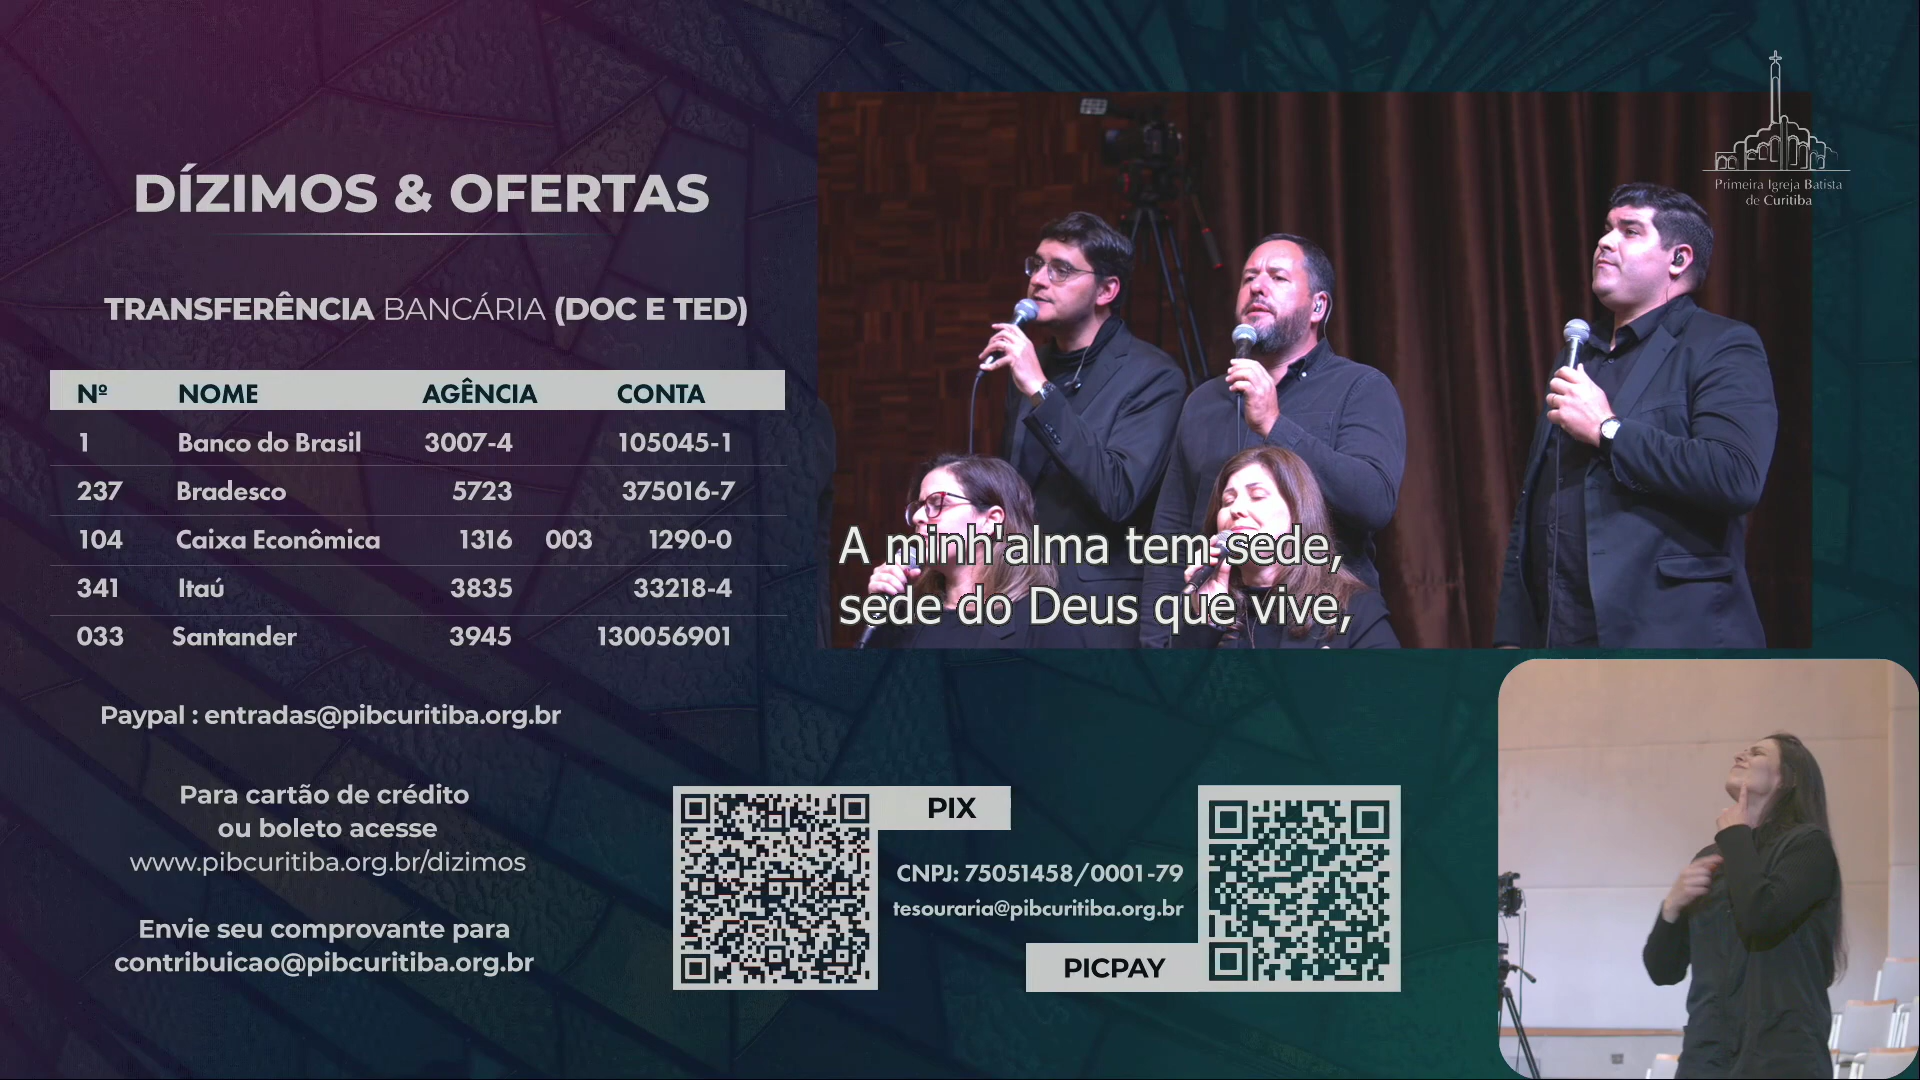 DÍZIMOS & OFERTAS
TRANSFERÊNCIA BANCÁRIA (DOC E TED)
Nº NOME AGÊNCIA CONTA
1 Banco do Brasil 3007-4 105045-1
237 Bradesco 5723 375016-7
104 Caixa Econômica 1316 003 1290-0
341 Itaú 3835 33218-4
033 Santander 3945 130056901
Paypal : entradas@pibcuritiba.org.br
Para cartão de crédito
ou boleto acesse
www.pibcuritiba.org.br/dizimos
Envie seu comprovante para
contribuicao@pibcuritiba.org.br
PIX
CNPJ: 75051458/0001-79
tesouraria@pibcuritiba.org.br
PICPAY
Primeira Igreja Batista
de Curitiba
A minh'alma tem sede,
sede do Deus que vive,